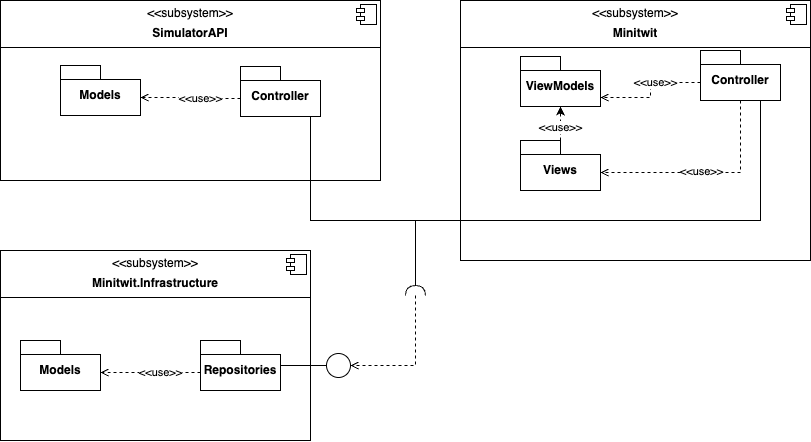 <<subsystem>>
SimulatorAPI
Models
<<use>>
Controller
<<subsystem>>
Minitwit
ViewModels
<<use>>
Controller
<<use>>
Views
<<use>>
<<subsystem>>
Minitwit.Infrastructure
Models
<<use>>
Repositories